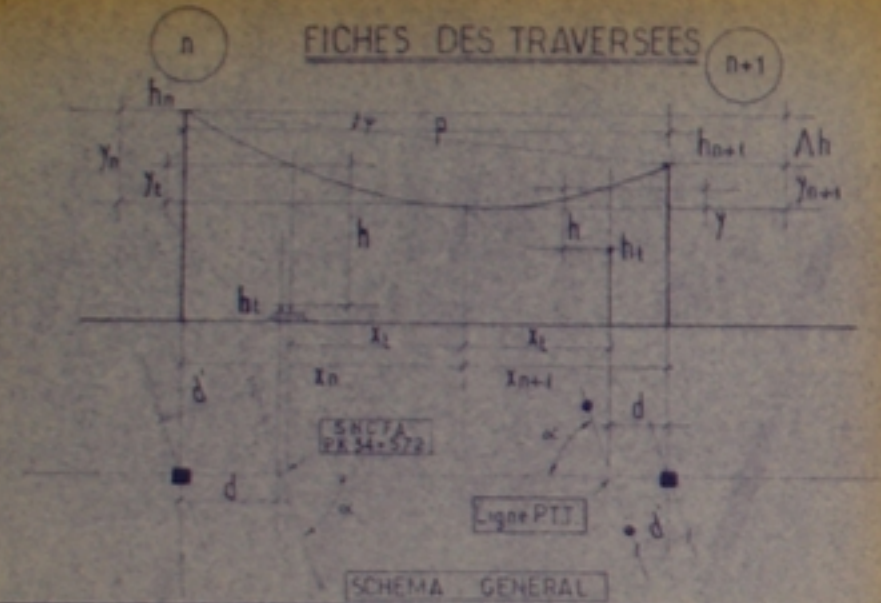 n
FICHES DES TRAVERSEES
n+1
hn
P
hn+1
Λh
yn
yt
yn+1
h
h
ht
y
ht
xt
xt
xn
xn+1
d'
d
SNCFA
PK 34+572
α
d
α
Ligne PTT
d'
SCHEMA GENERAL